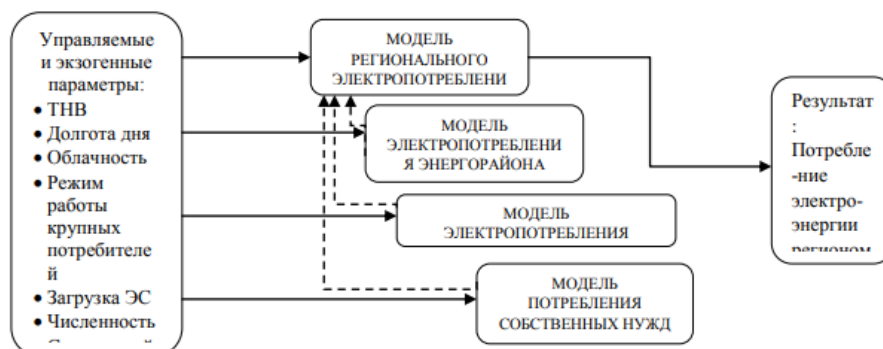 Управляемые
и экзогенные
параметры:
• ТНВ
• Долгота дня
• Облачность
• Режим
работы
крупных
потребителе
й
• Загрузка ЭС
• Численность
МОДЕЛЬ
РЕГИОНАЛЬНОГО
ЭЛЕКТРОПОТРЕБЛЕНИ
МОДЕЛЬ
ЭЛЕКТРОПОТРЕБЛЕНИ
Я ЭНЕРГОРАЙОНА
МОДЕЛЬ
ЭЛЕКТРОПОТРЕБЛЕНИЯ
МОДЕЛЬ
ПОТРЕБЛЕНИЯ
СОБСТВЕННЫХ НУЖД
Результат
:
Потребле
-ние
электро-
энергии
регионом